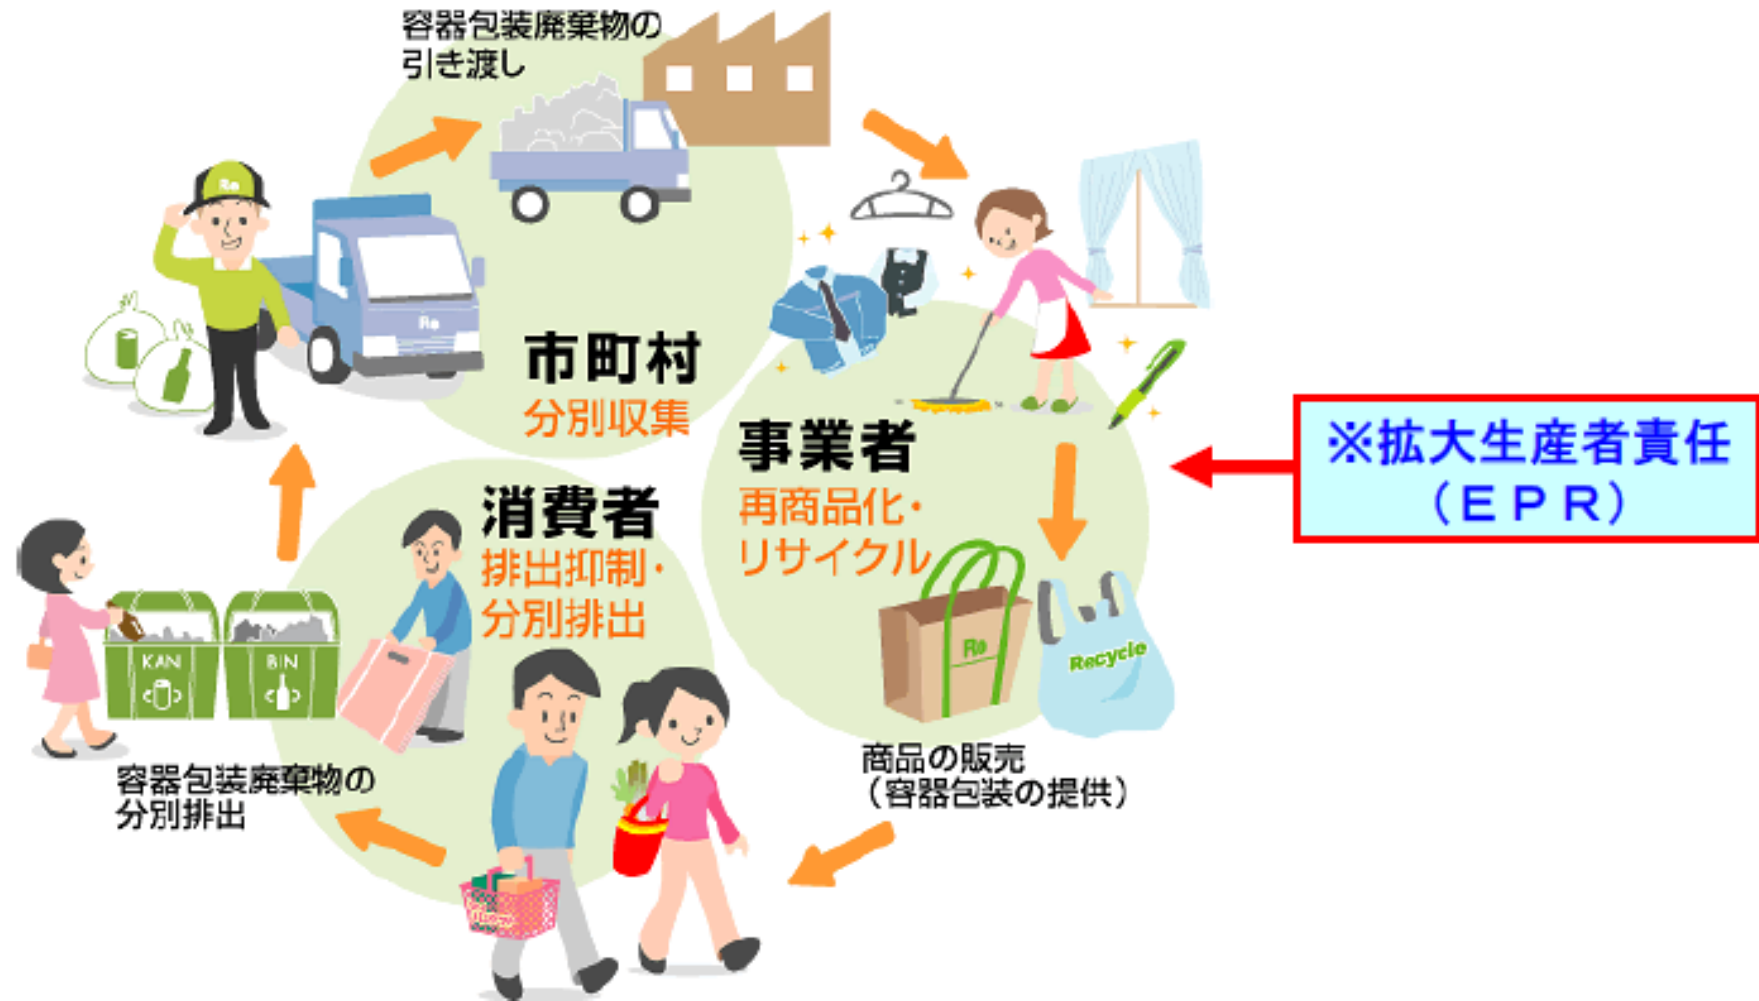 容器包装廃棄物の
引き渡し
Re
Re
市町村
分別収集
事業者
再商品化・
リサイクル
※拡大生産者責任
（ＥＰＲ）
消費者
排出抑制・
分別排出
KAN
BIN
Re
Recycle
商品の販売
（容器包装の提供）
容器包装廃棄物の
分別排出